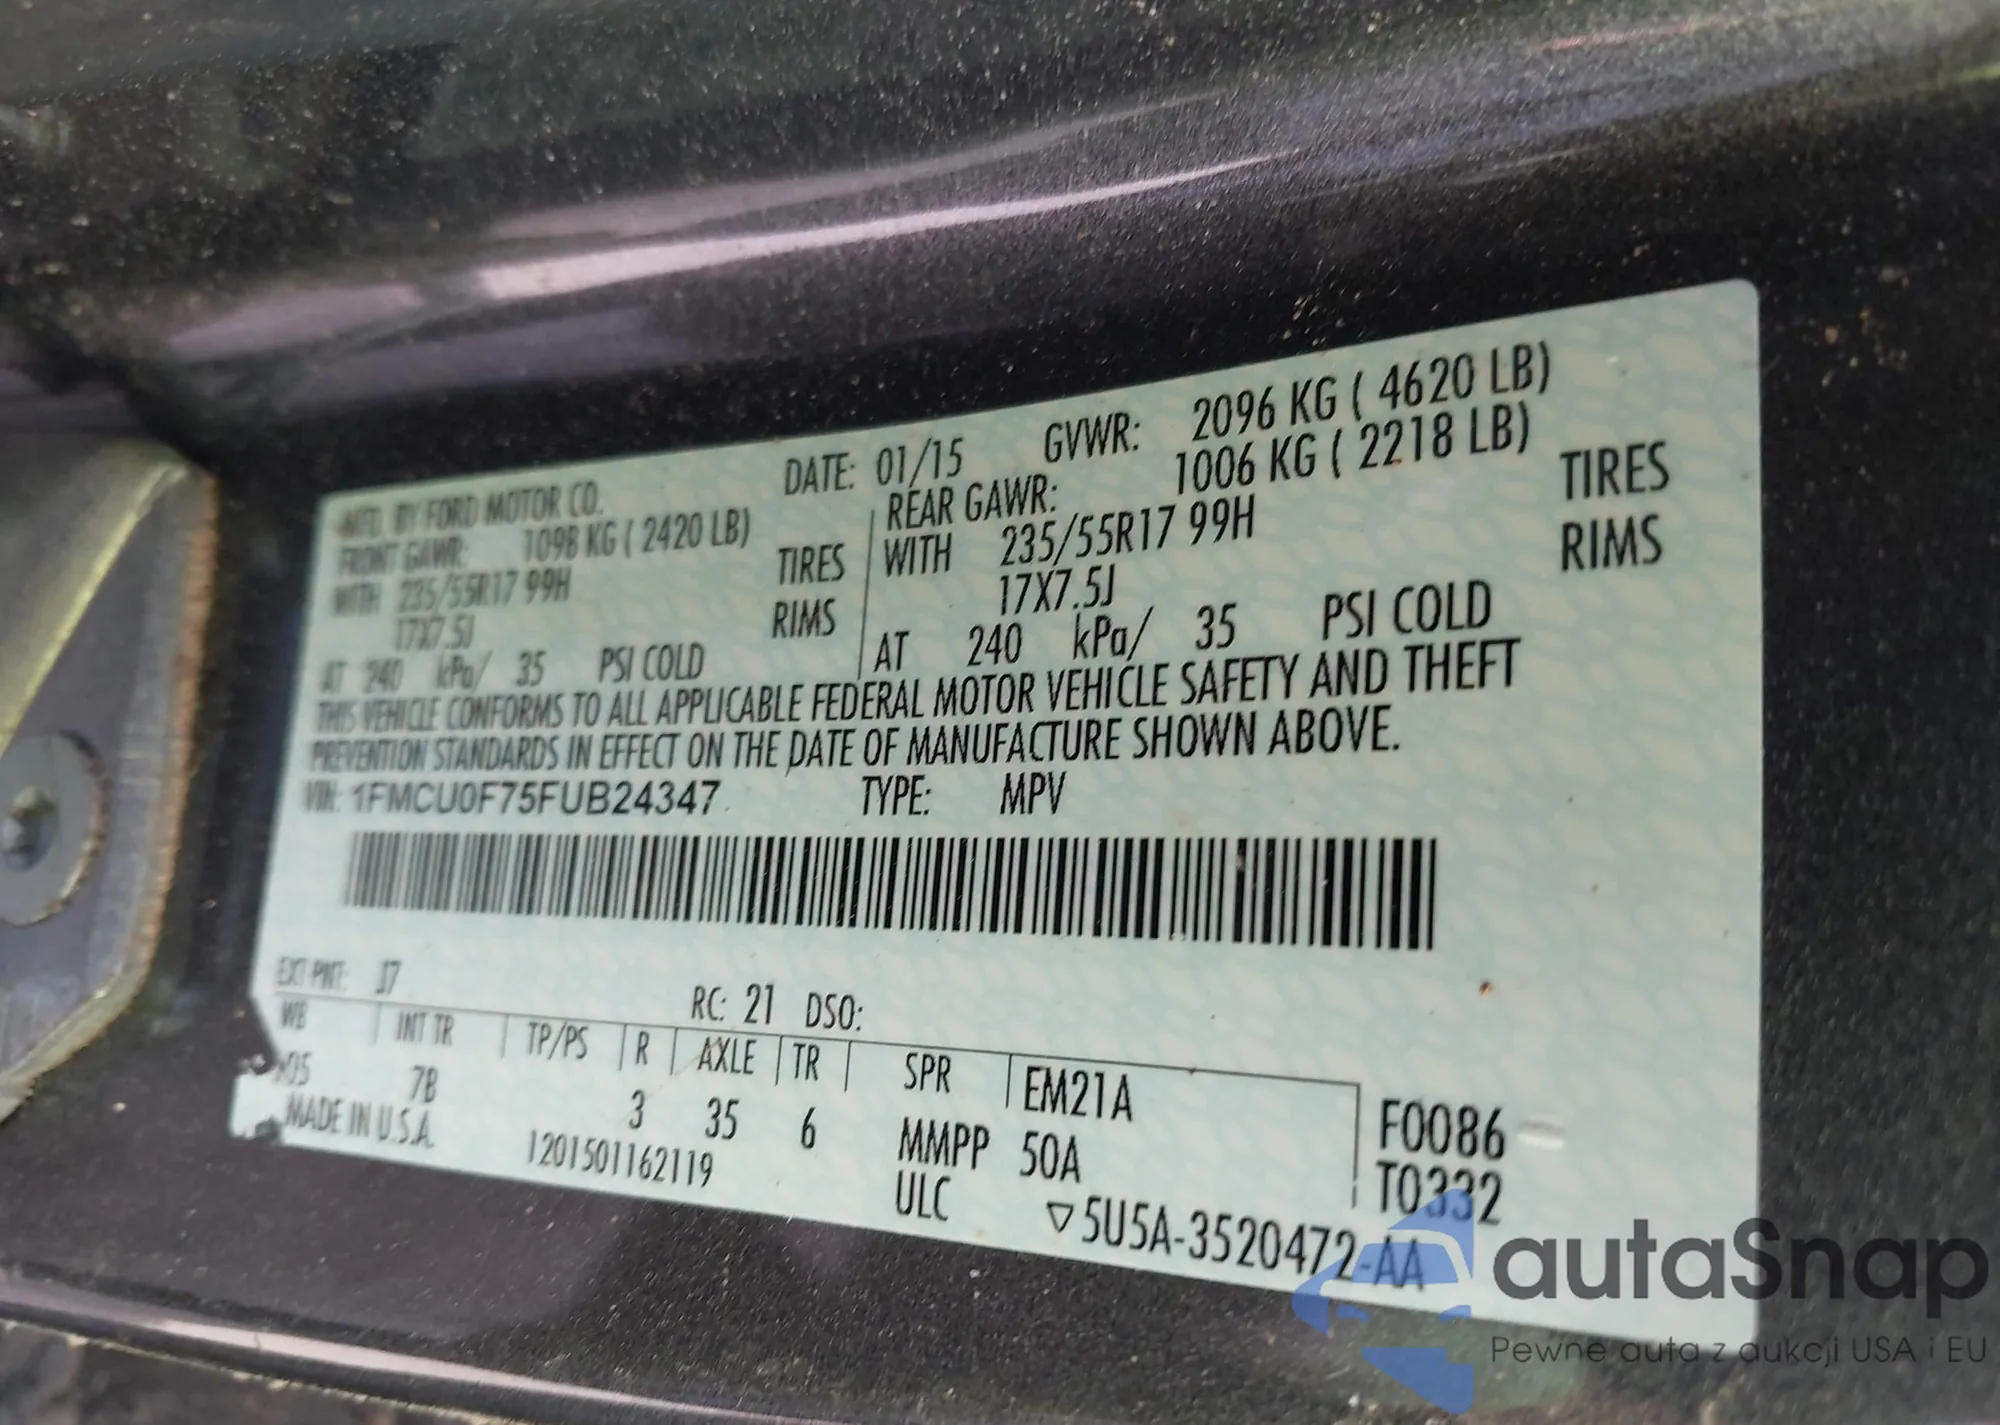 MFD. BY FORD MOTOR CO. DATE: 01/15 GVWR: 2096 KG ( 4620 LB)
FRONT GAWR: 1098 KG ( 2420 LB) REAR GAWR: 1006 KG ( 2218 LB)
WITH 235/55R17 99H TIRES WITH 235/55R17 99H TIRES
17X7.5J RIMS 17X7.5J RIMS
AT 240 kPa/ 35 PSI COLD AT 240 kPa/ 35 PSI COLD
THIS VEHICLE CONFORMS TO ALL APPLICABLE FEDERAL MOTOR VEHICLE SAFETY AND THEFT
PREVENTION STANDARDS IN EFFECT ON THE DATE OF MANUFACTURE SHOWN ABOVE.
VIN: 1FMCU0F75FUB24347 TYPE: MPV
EXT PNT: J7 RC: 21 DSO:
WB INT TR TP/PS R AXLE TR SPR EM21A F0086
105 7B 3 35 6 MMPP 50A T0332
MADE IN U.S.A. 1201501162119 ULC ▽5U5A-3520472-AA
autaSnap
Pewne auta z aukcji USA i EU